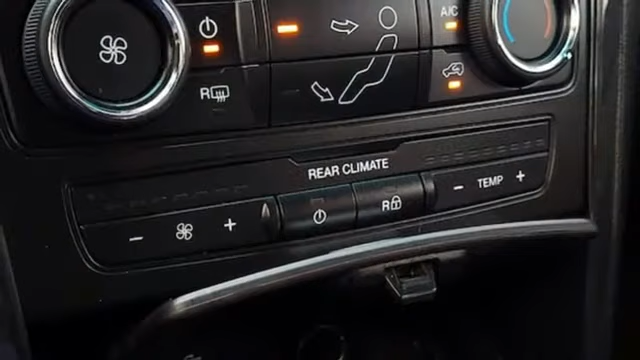 A/C
R
REAR CLIMATE
- + R - TEMP +